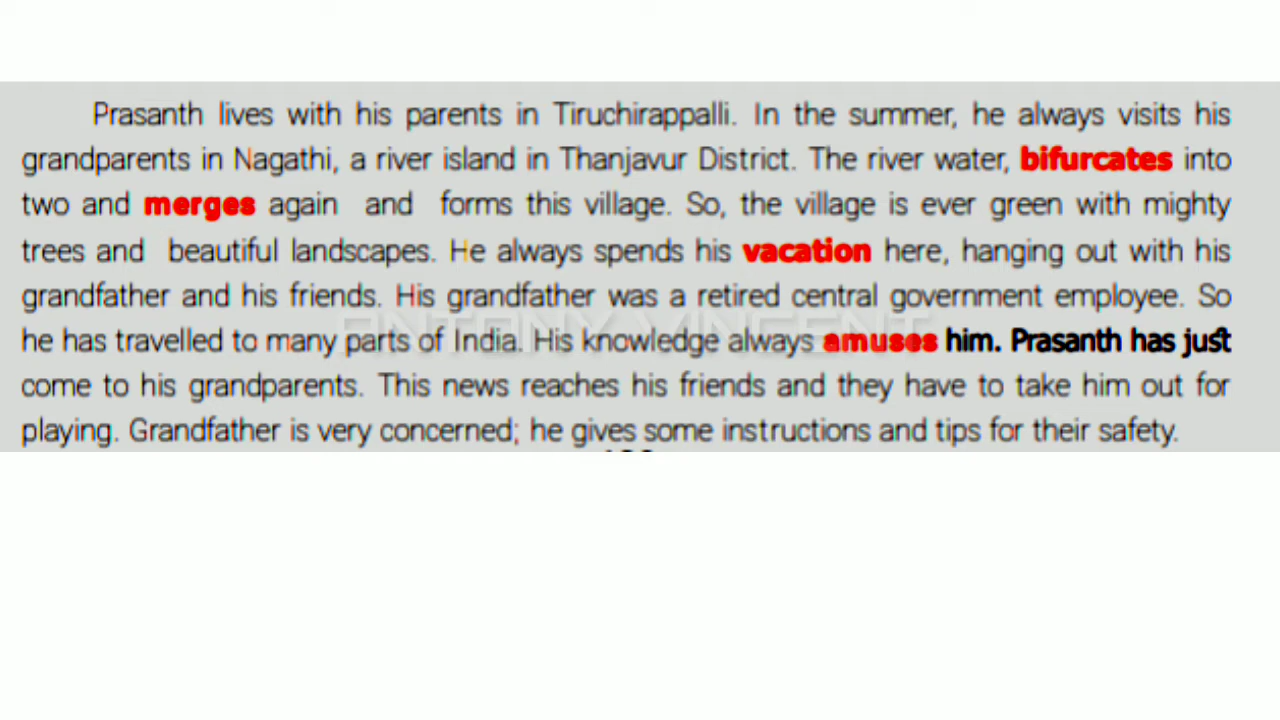 Prasanth lives with his parents in Tiruchirappalli. In the summer, he always visits his
grandparents in Nagathi, a river island in Thanjavur District. The river water, bifurcates into
two and merges again and forms this village. So, the village is ever green with mighty
trees and beautiful landscapes. He always spends his vacation here, hanging out with his
grandfather and his friends. His grandfather was a retired central government employee. So
he has travelled to many parts of India. His knowledge always amuses him. Prasanth has just
come to his grandparents. This news reaches his friends and they have to take him out for
playing. Grandfather is very concerned; he gives some instructions and tips for their safety.
ANTONY VINCENT